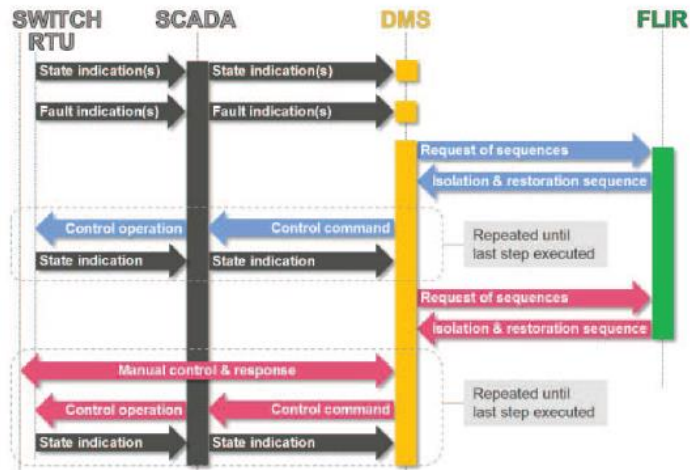 SWITCH SCADA DMS FLIR
RTU
State indication(s) State indication(s)
Fault indication(s) Fault indication(s)
Request of sequences
Isolation & restoration sequence
Control operation Control command
Repeated until
last step executed
State indication State indication
Request of sequences
Isolation & restoration sequence
Manual control & response
Repeated until
last step executed
Control operation Control command
State indication State indication